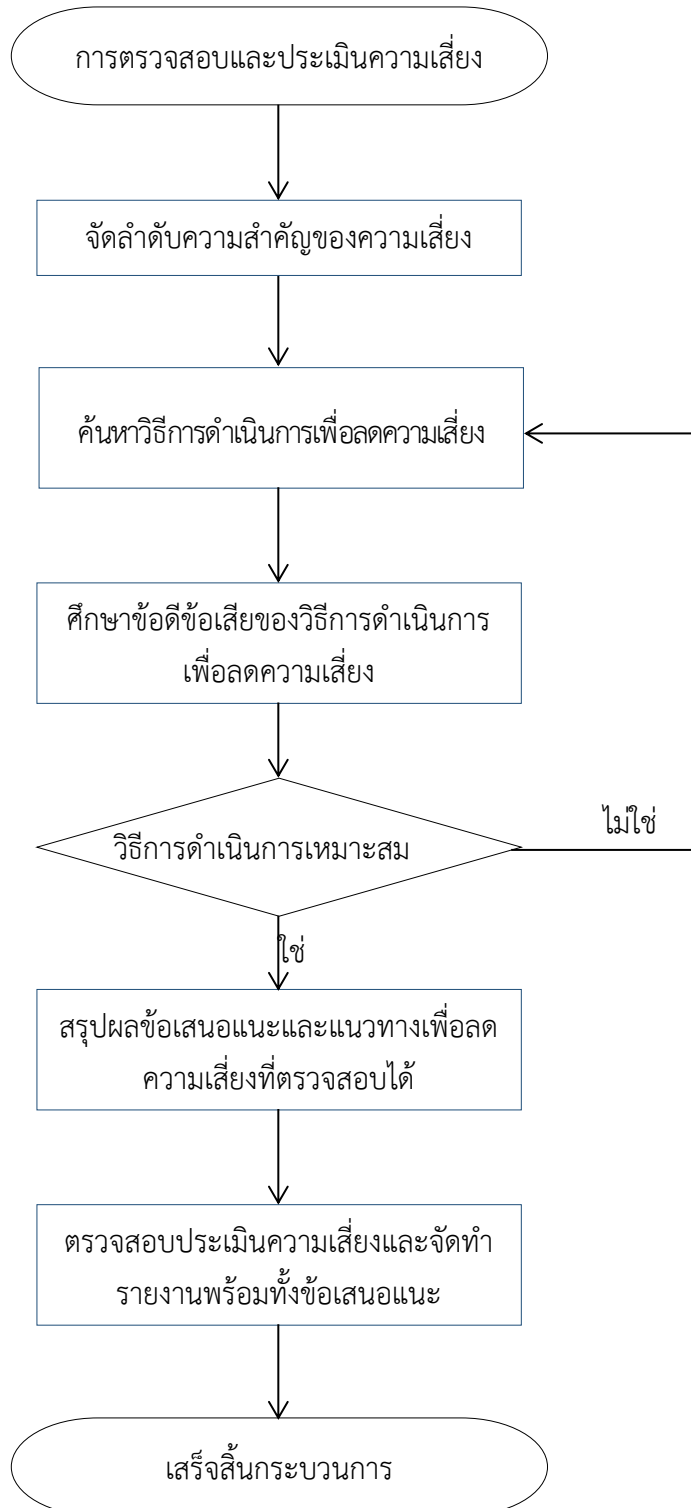 การตรวจสอบและประเมินความเสี่ยง
จัดลำดับความสำคัญของความเสี่ยง
ค้นหาวิธีการดำเนินการเพื่อลดความเสี่ยง
ศึกษาข้อดีข้อเสียของวิธีการดำเนินการ
เพื่อลดความเสี่ยง
วิธีการดำเนินการเหมาะสม
ไม่ใช่
ใช่
สรุปผลข้อเสนอแนะและแนวทางเพื่อลด
ความเสี่ยงที่ตรวจสอบได้
ตรวจสอบประเมินความเสี่ยงและจัดทำ
รายงานพร้อมทั้งข้อเสนอแนะ
เสร็จสิ้นกระบวนการ